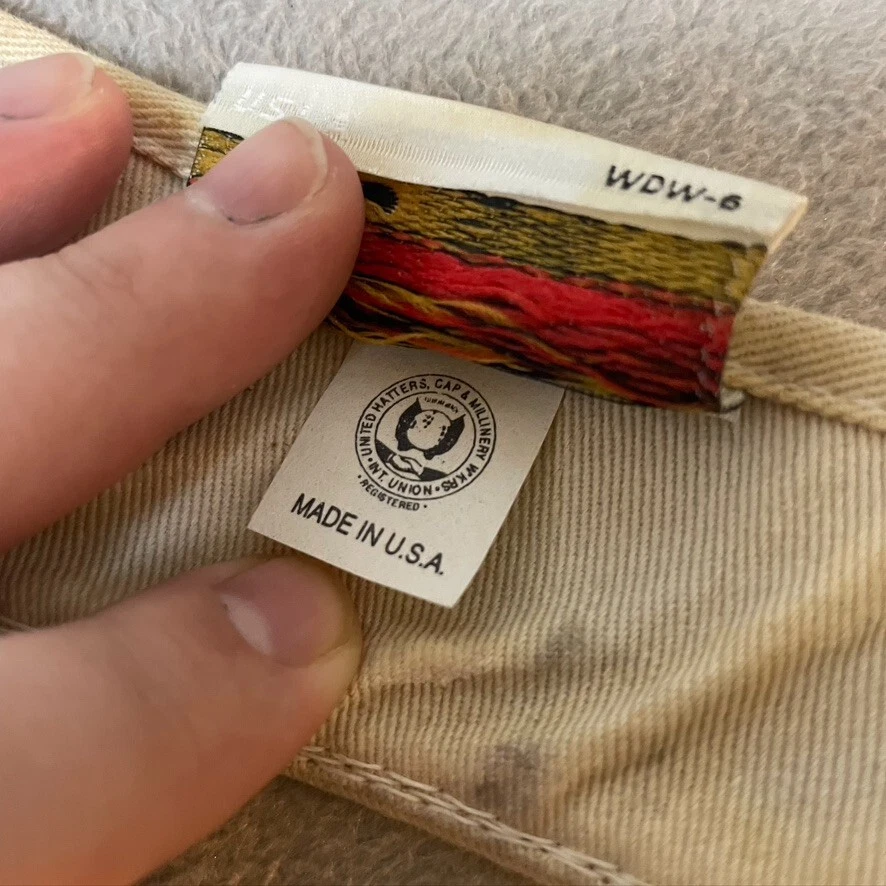 WDW-6
UNITED HATTERS, CAP & MILLINERY WKRS
INT. UNION
REGISTERED
MADE IN U.S.A.